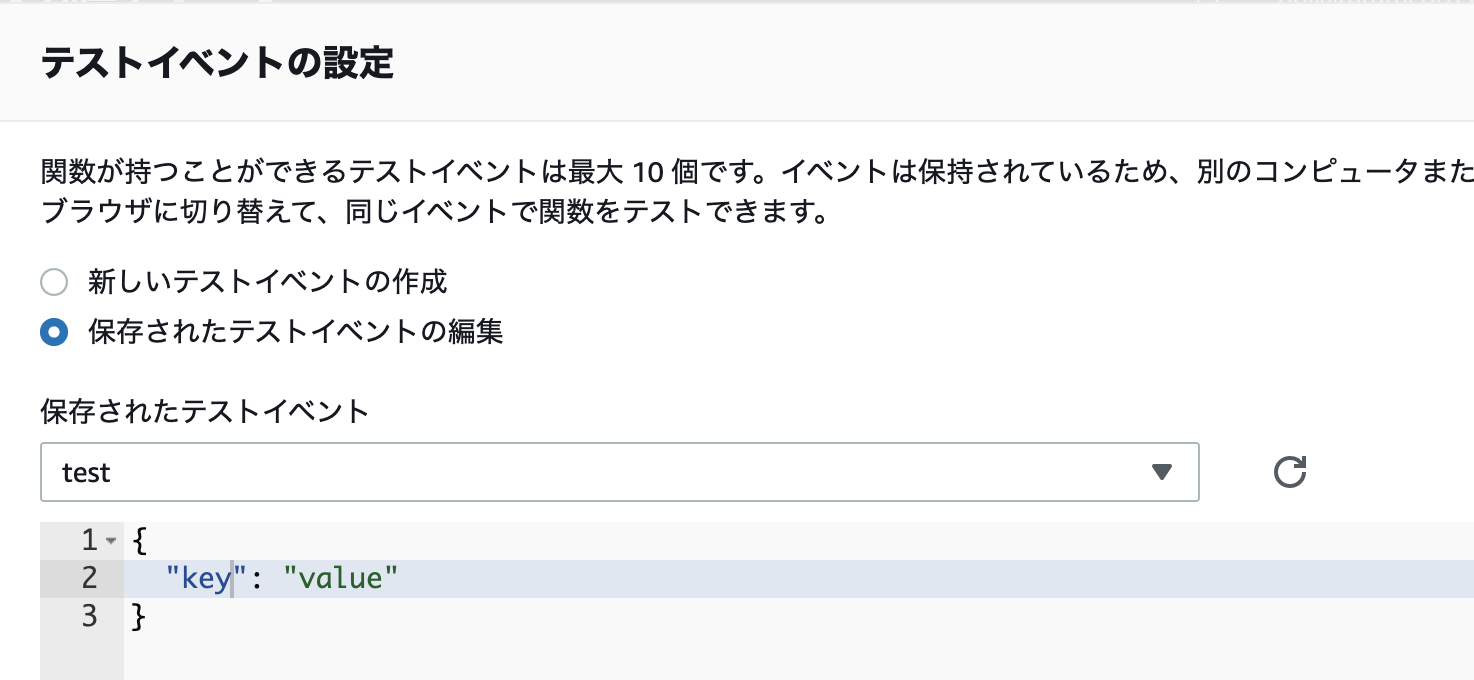 テストイベントの設定
関数が持つことができるテストイベントは最大 10 個です。イベントは保持されているため、別のコンピュータまた
ブラウザに切り替えて、同じイベントで関数をテストできます。
新しいテストイベントの作成
保存されたテストイベントの編集
保存されたテストイベント
test
1 {
2 "key": "value"
3 }